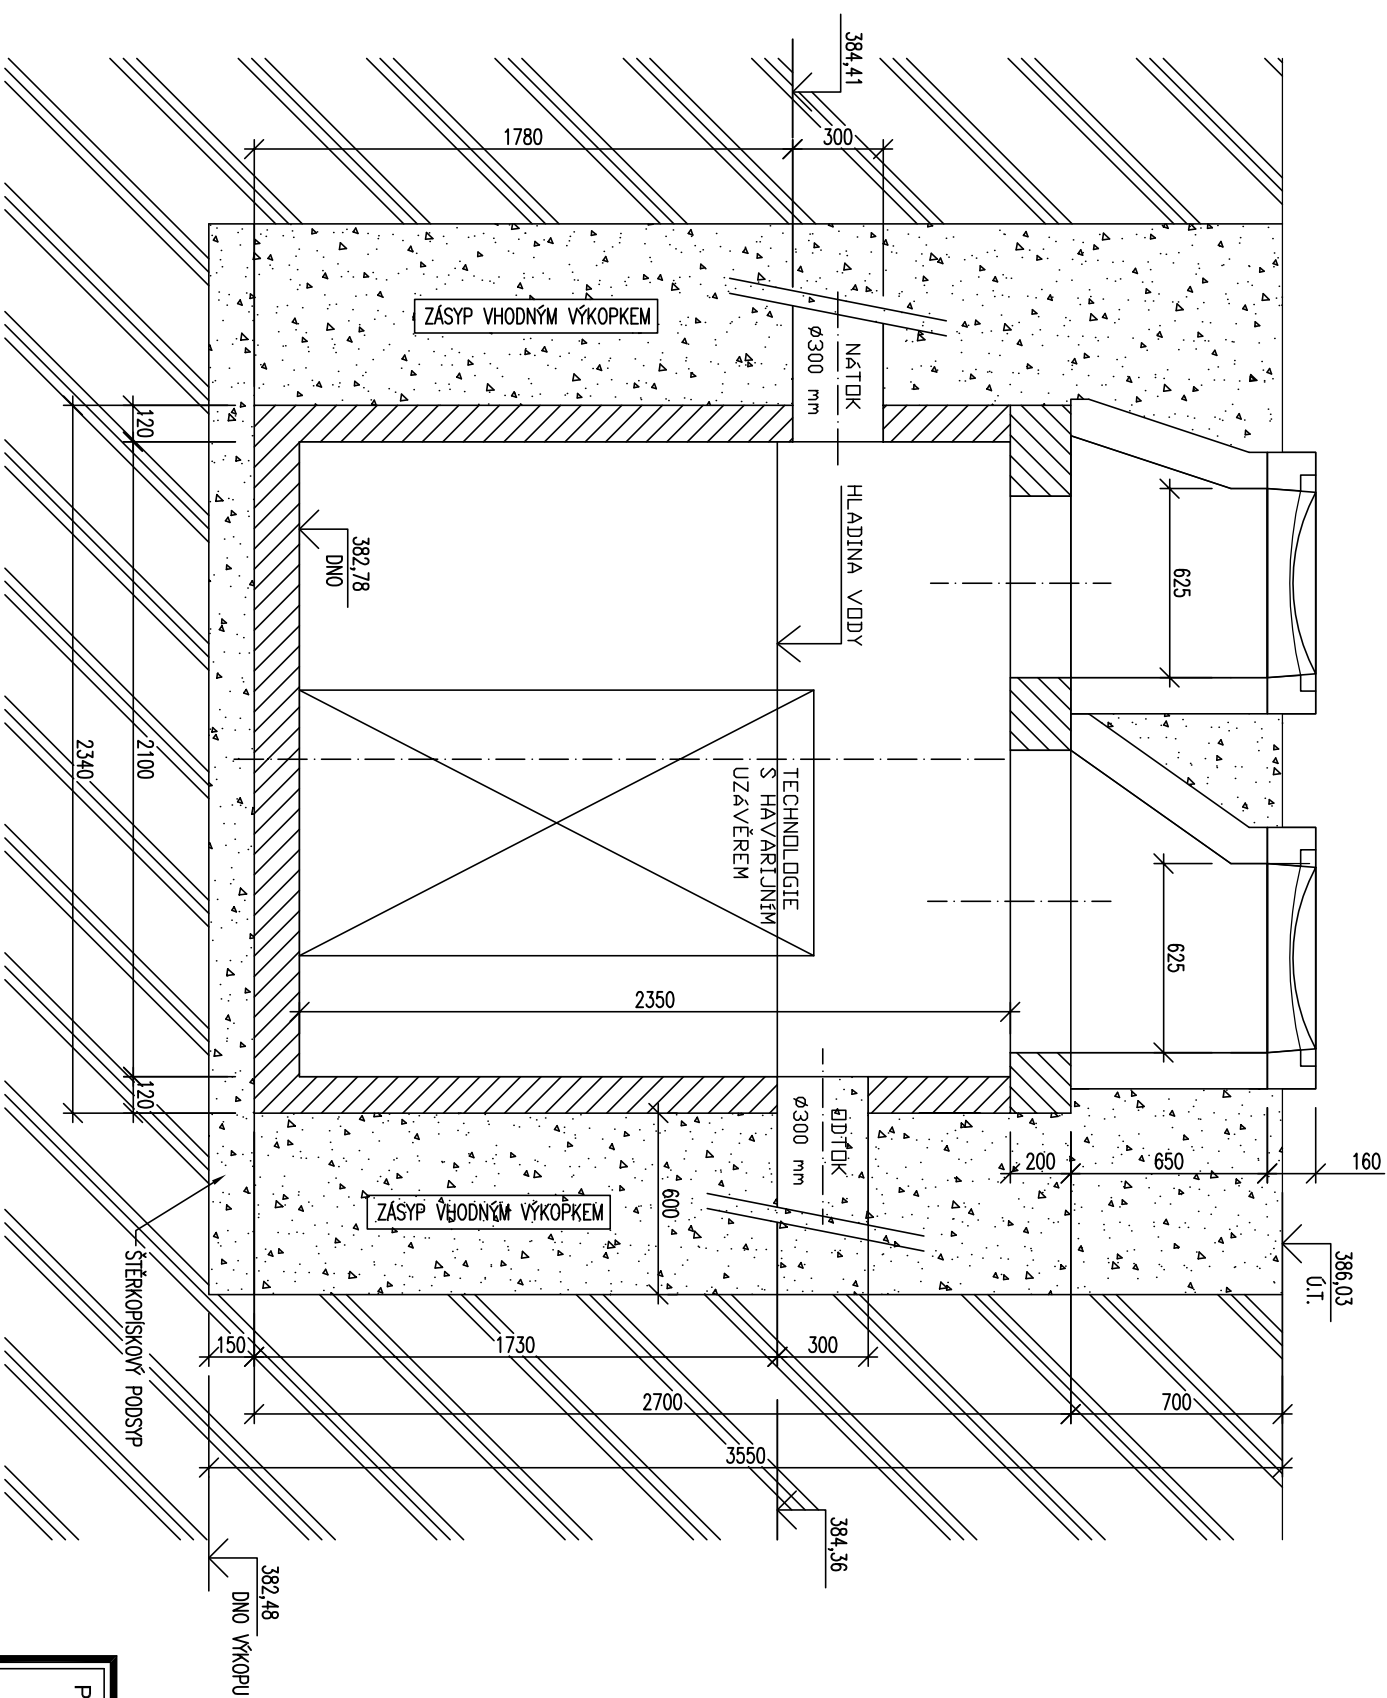 160
386,03
Ú.T.
625
625
200
650
700
384,41
300
NÁTOK
Ø300 mm
HLADINA VODY
TECHNOLOGIE
S HAVARIJNÍM
UZÁVĚREM
ODTOK
Ø300 mm
300
384,36
1780
ZÁSYP VHODNÝM VÝKOPKEM
2350
600
ZÁSYP VHODNÝM VÝKOPKEM
1730
2700
3550
382,78
DNO
150
382,48
DNO VÝKOPU
120
2100
120
2340
ŠTĚRKOPÍSKOVÝ PODSYP
P